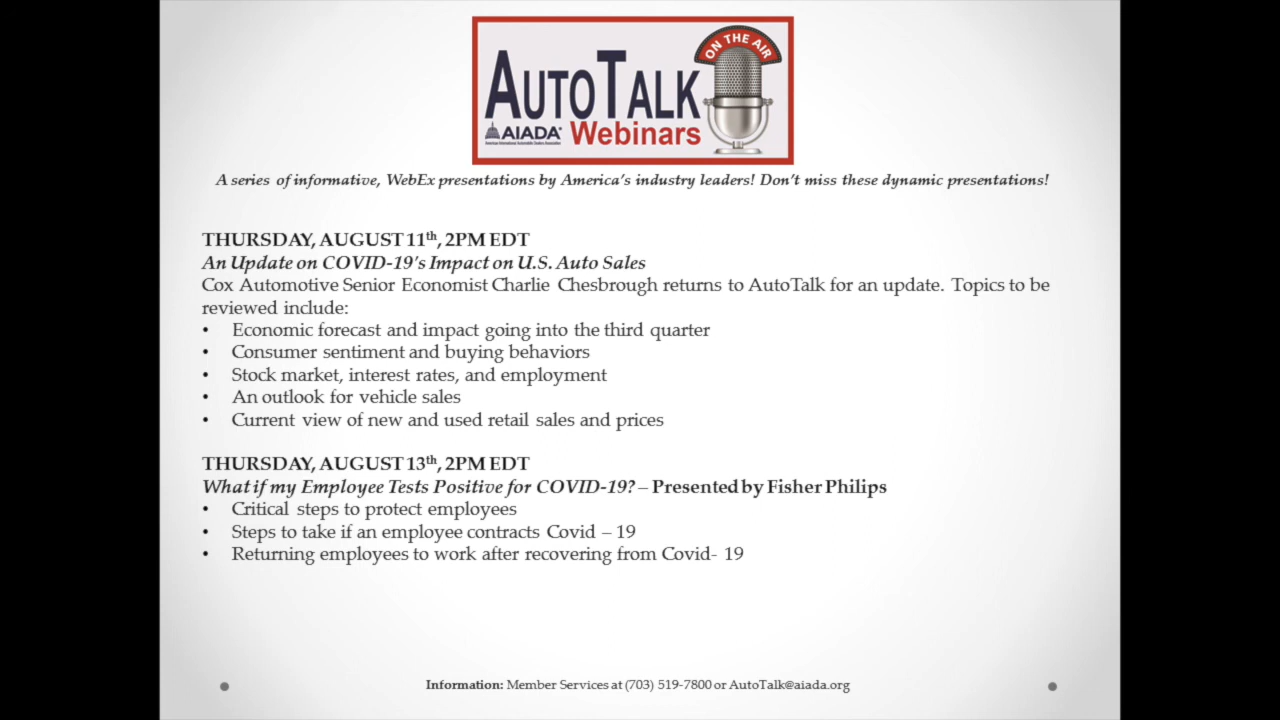 ON THE AIR
AUTOTALK
AIADA
Webinars
American International Automobile Dealers Association
A series of informative, WebEx presentations by America's industry leaders! Don't miss these dynamic presentations!
THURSDAY, AUGUST 11th, 2PM EDT
An Update on COVID-19's Impact on U.S. Auto Sales
Cox Automotive Senior Economist Charlie Chesbrough returns to AutoTalk for an update. Topics to be
reviewed include:
• Economic forecast and impact going into the third quarter
• Consumer sentiment and buying behaviors
• Stock market, interest rates, and employment
• An outlook for vehicle sales
• Current view of new and used retail sales and prices
THURSDAY, AUGUST 13th, 2PM EDT
What if my Employee Tests Positive for COVID-19? – Presented by Fisher Philips
• Critical steps to protect employees
• Steps to take if an employee contracts Covid – 19
• Returning employees to work after recovering from Covid- 19
Information: Member Services at (703) 519-7800 or AutoTalk@aiada.org